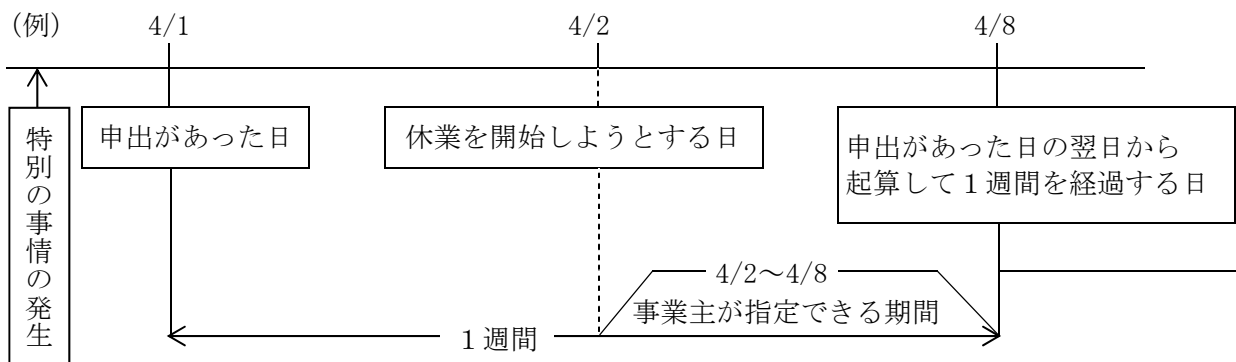 (例)
4/1
4/2
4/8
特別の事情の発生
申出があった日
休業を開始しようとする日
申出があった日の翌日から
起算して1週間を経過する日
4/2～4/8
事業主が指定できる期間
1週間